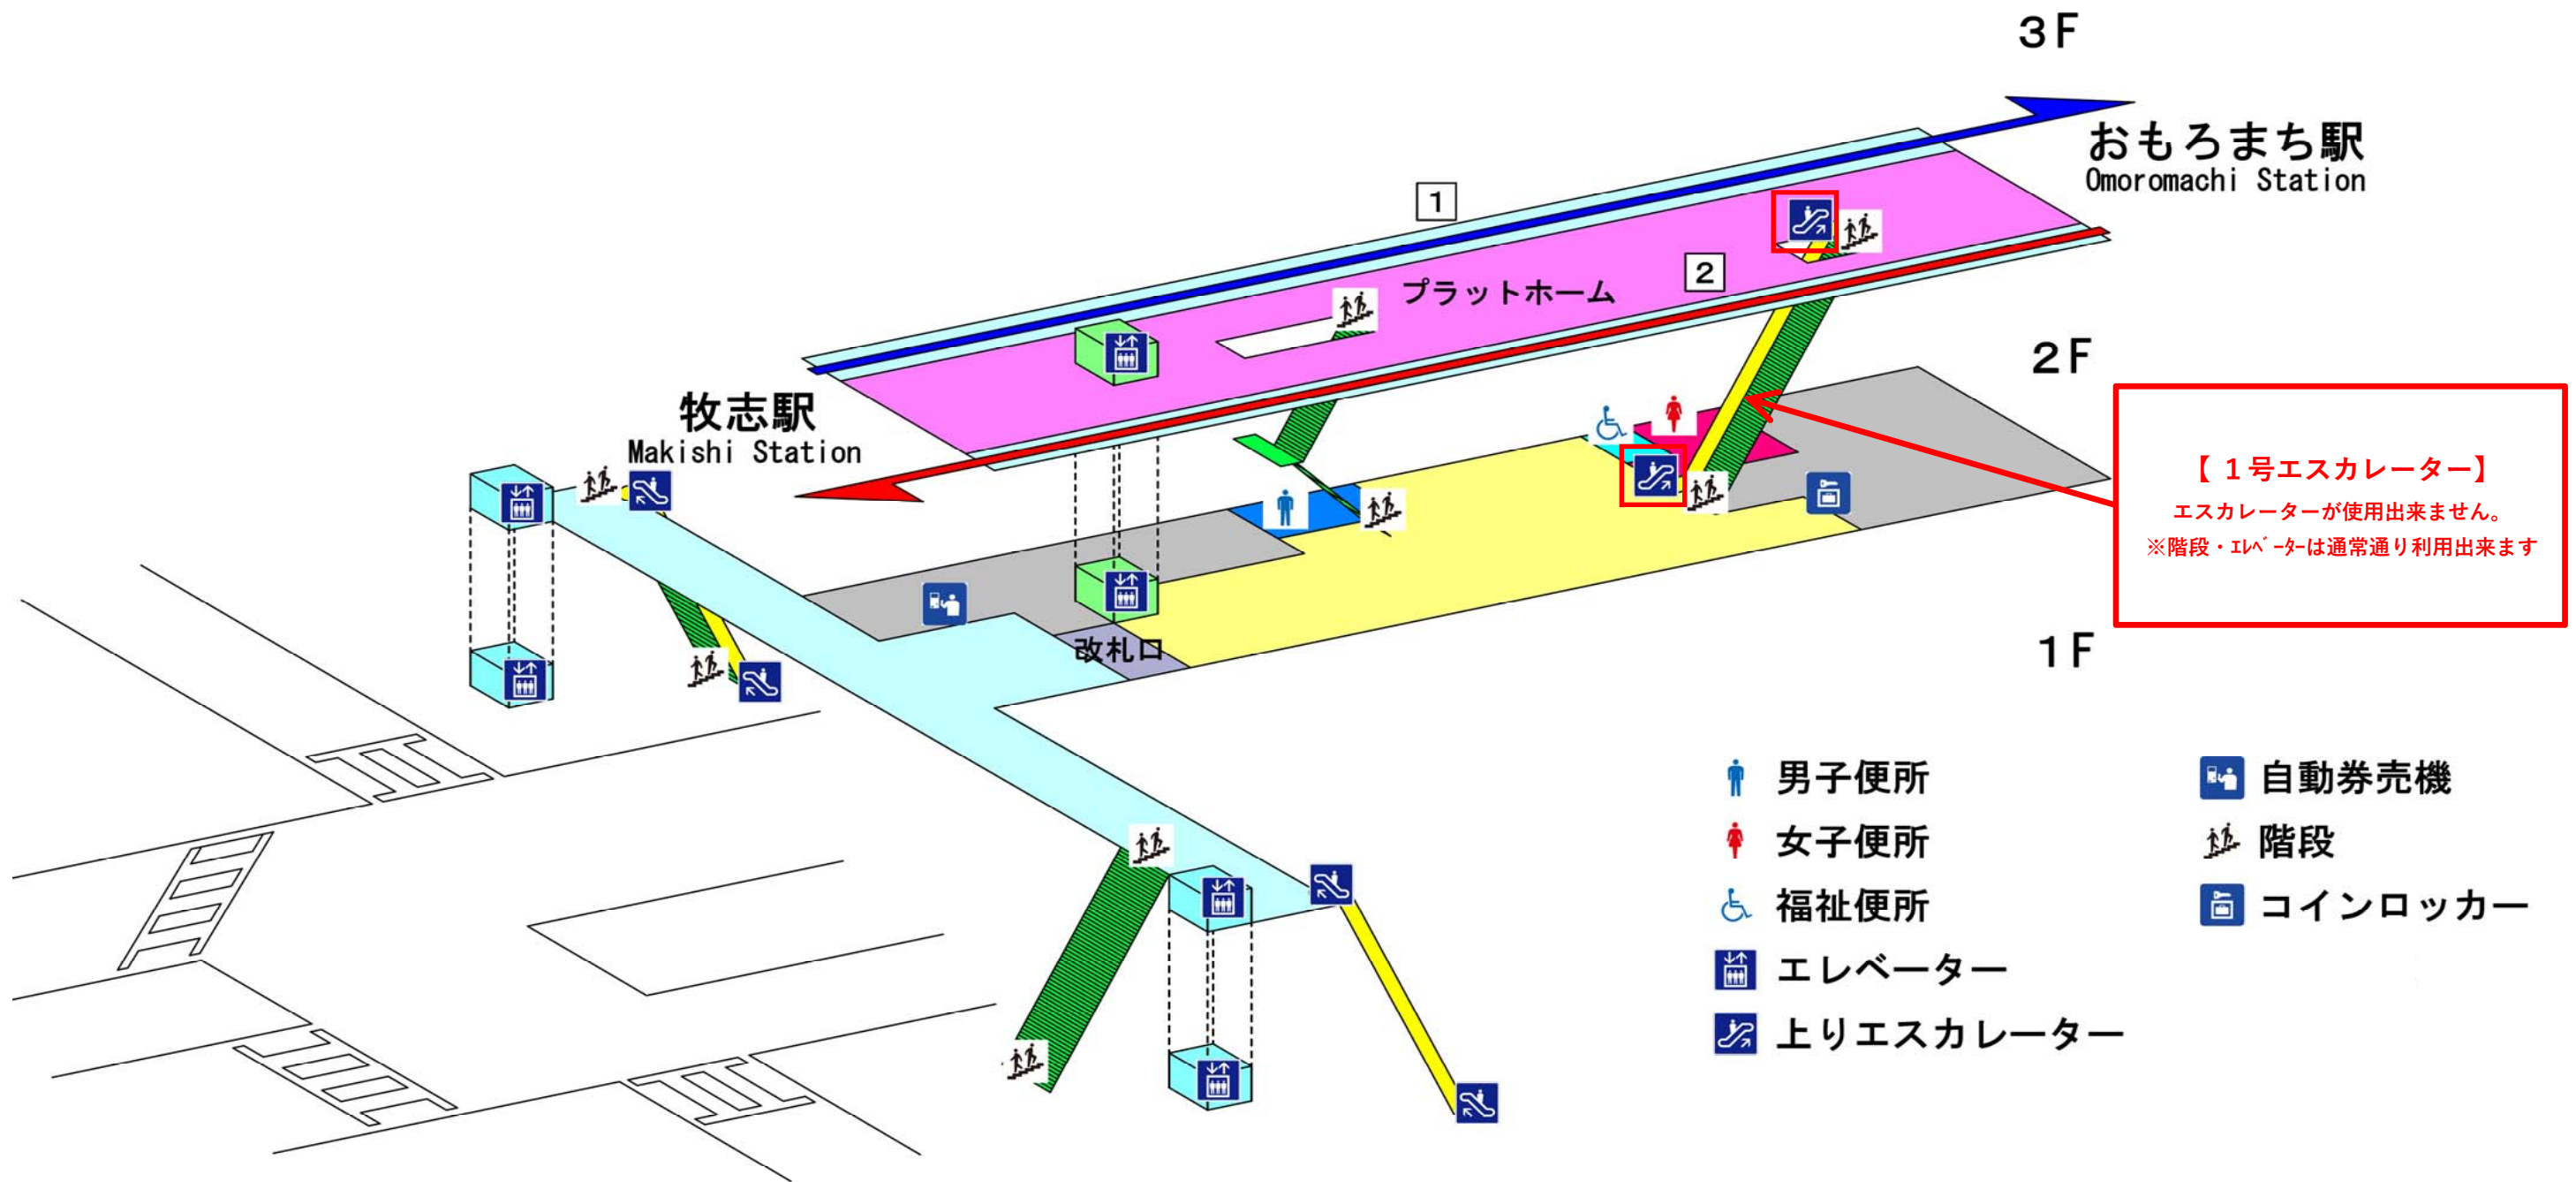 3F
おもろまち駅
Omoromachi Station
1
2
プラットホーム
2F
牧志駅
Makishi Station
【 1号エスカレーター】
エスカレーターが使用出来ません。
※階段・ｴﾚﾍﾞｰﾀｰは通常通り利用出来ます
改札口
1F
男子便所
女子便所
福祉便所
エレベーター
上りエスカレーター
自動券売機
階段
コインロッカー